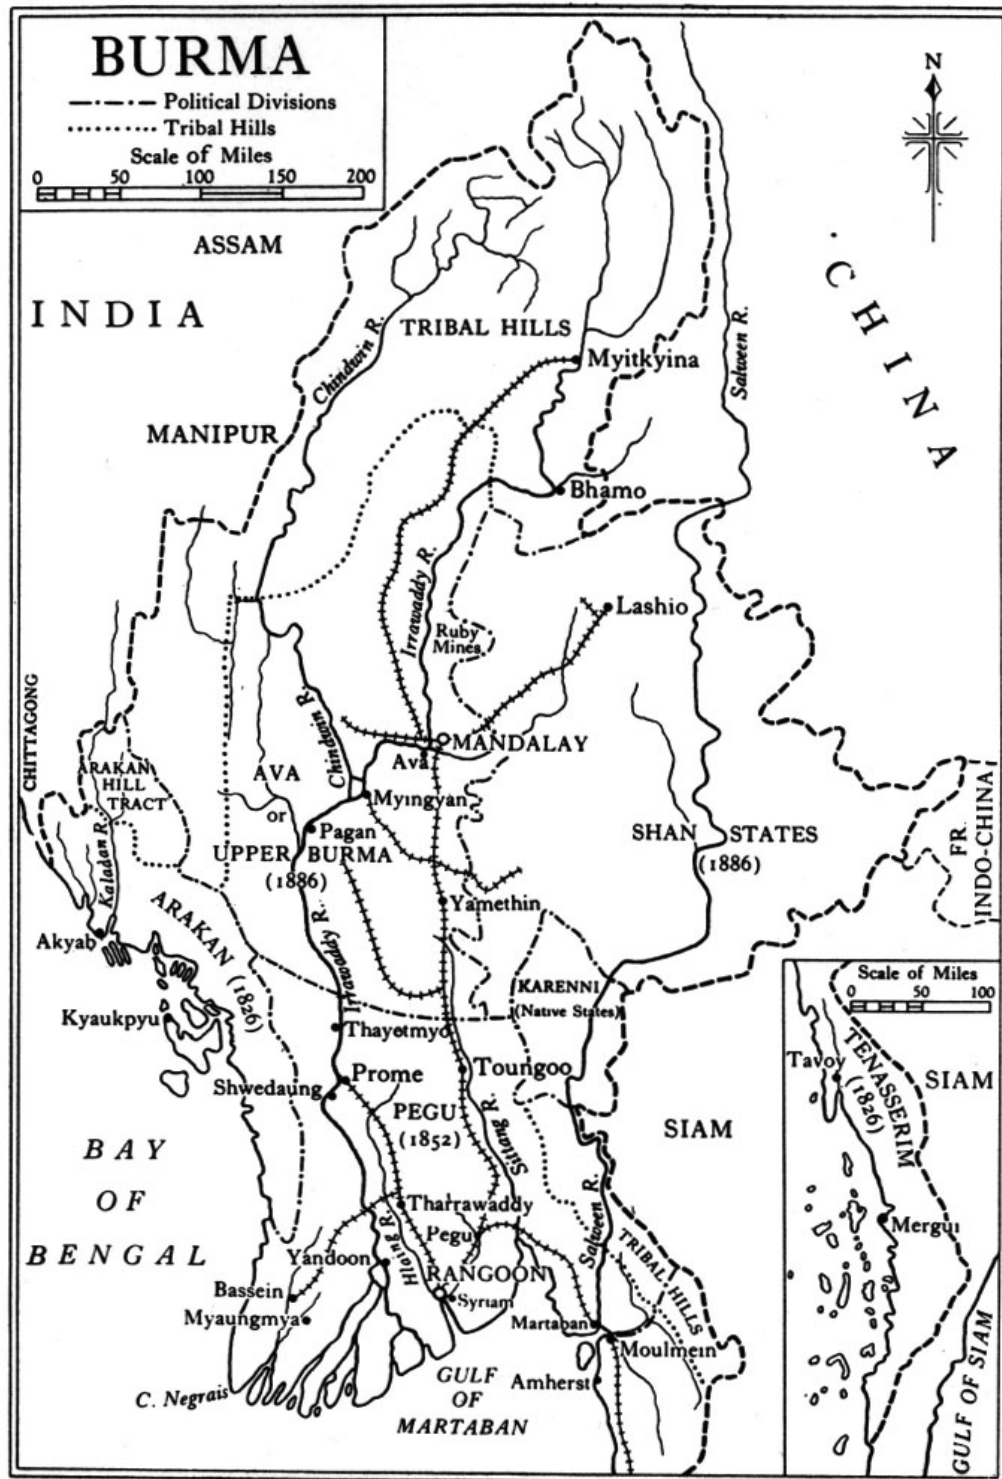 BURMA
Political Divisions
Tribal Hills
Scale of Miles
0 50 100 200
N
ASSAM
INDIA
CHINA
TRIBAL HILLS
Chindwin R.
Salween R.
Myitkyina
MANIPUR
Bhamo
Irrawaddy R.
Lashio
Ruby
Mines
CHITTAGONG
Chindwin R.
MANDALAY
Ava
ARAKAN
HILL
TRACT
AVA
or
UPPER BURMA
(1886)
Myingyan
Pagan
SHAN STATES
(1886)
FR.
INDO-CHINA
Kaladan R.
Yamethin
ARAKAN (1826)
Akyab
Irrawaddy R.
KARENNI
(Native States)
Kyaukpyu
Thayetmyo
Toungoo
Prome
Shwedaung
PEGU
(1852)
Sittang R.
SIAM
BAY
OF
BENGAL
Tharrawaddy
Pegu
Salween R.
TRIBAL HILLS
Yandoon
Hlaing R.
RANGOON
Bassein
Syriam
Myaungmya
Martaban
Moulmein
C. Negrais
GULF
OF
MARTABAN
Amherst
Scale of Miles
0 50 100
Tavoy
TENASSERIM
(1826)
SIAM
Mergui
GULF OF SIAM